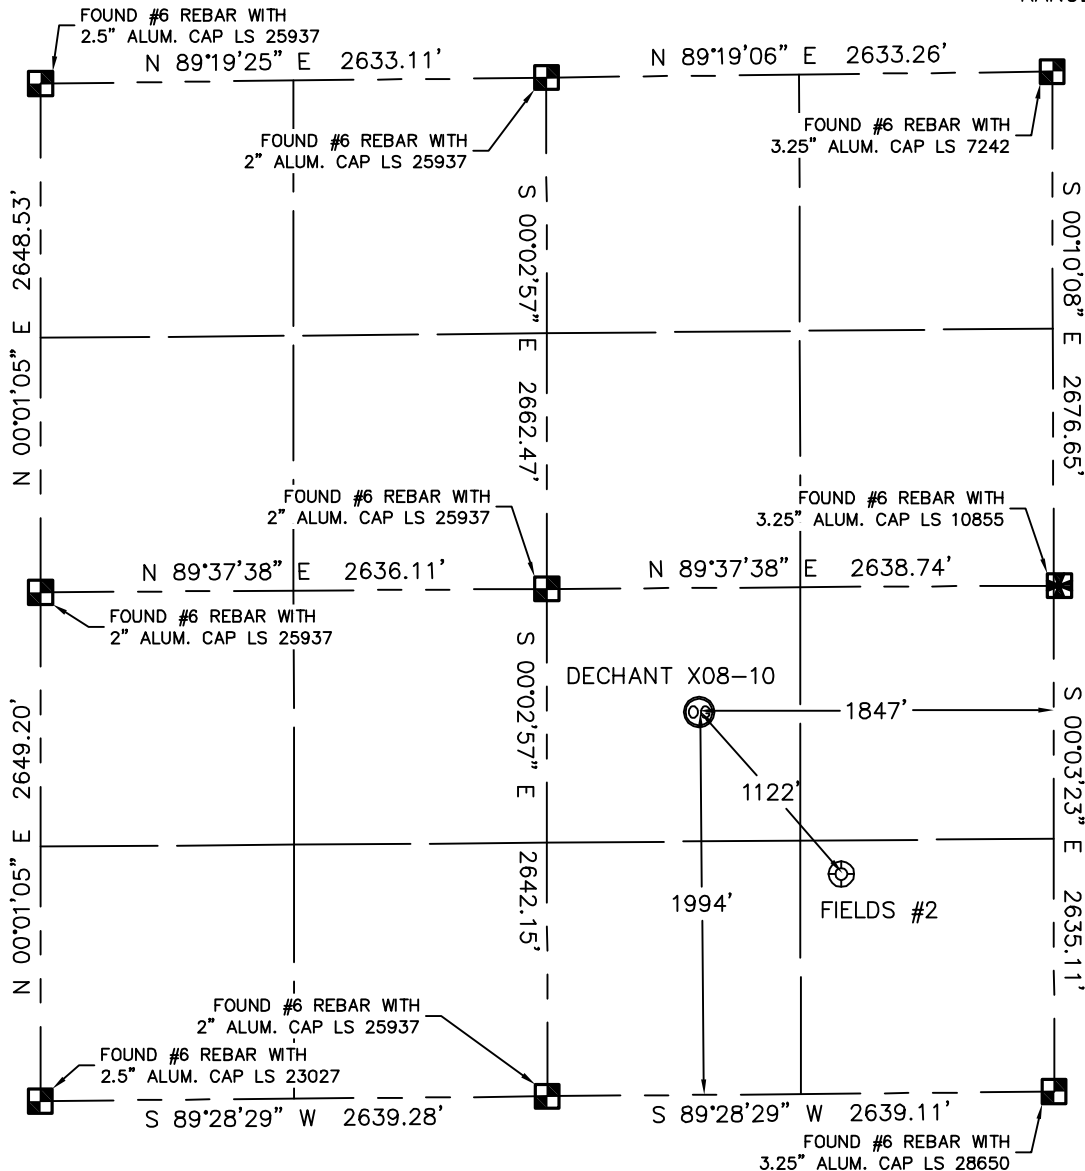 FOUND #6 REBAR WITH
2.5" ALUM. CAP LS 25937
N 89°19'25" E 2633.11'
N 89°19'06" E 2633.26'
FOUND #6 REBAR WITH
2" ALUM. CAP LS 25937
FOUND #6 REBAR WITH
3.25" ALUM. CAP LS 7242
N 00°01'05" E 2648.53'
S 00°02'57" E 2662.47'
S 00°10'08" E 2676.65'
FOUND #6 REBAR WITH
2" ALUM. CAP LS 25937
FOUND #6 REBAR WITH
3.25" ALUM. CAP LS 10855
N 89°37'38" E 2636.11'
N 89°37'38" E 2638.74'
FOUND #6 REBAR WITH
2" ALUM. CAP LS 25937
DECHANT X08-10
1847'
1122'
1994'
FIELDS #2
N 00°01'05" E 2649.20'
S 00°02'57" E 2642.15'
S 00°03'23" E 2635.11'
FOUND #6 REBAR WITH
2" ALUM. CAP LS 25937
FOUND #6 REBAR WITH
2.5" ALUM. CAP LS 23027
S 89°28'29" W 2639.28'
S 89°28'29" W 2639.11'
FOUND #6 REBAR WITH
3.25" ALUM. CAP LS 28650